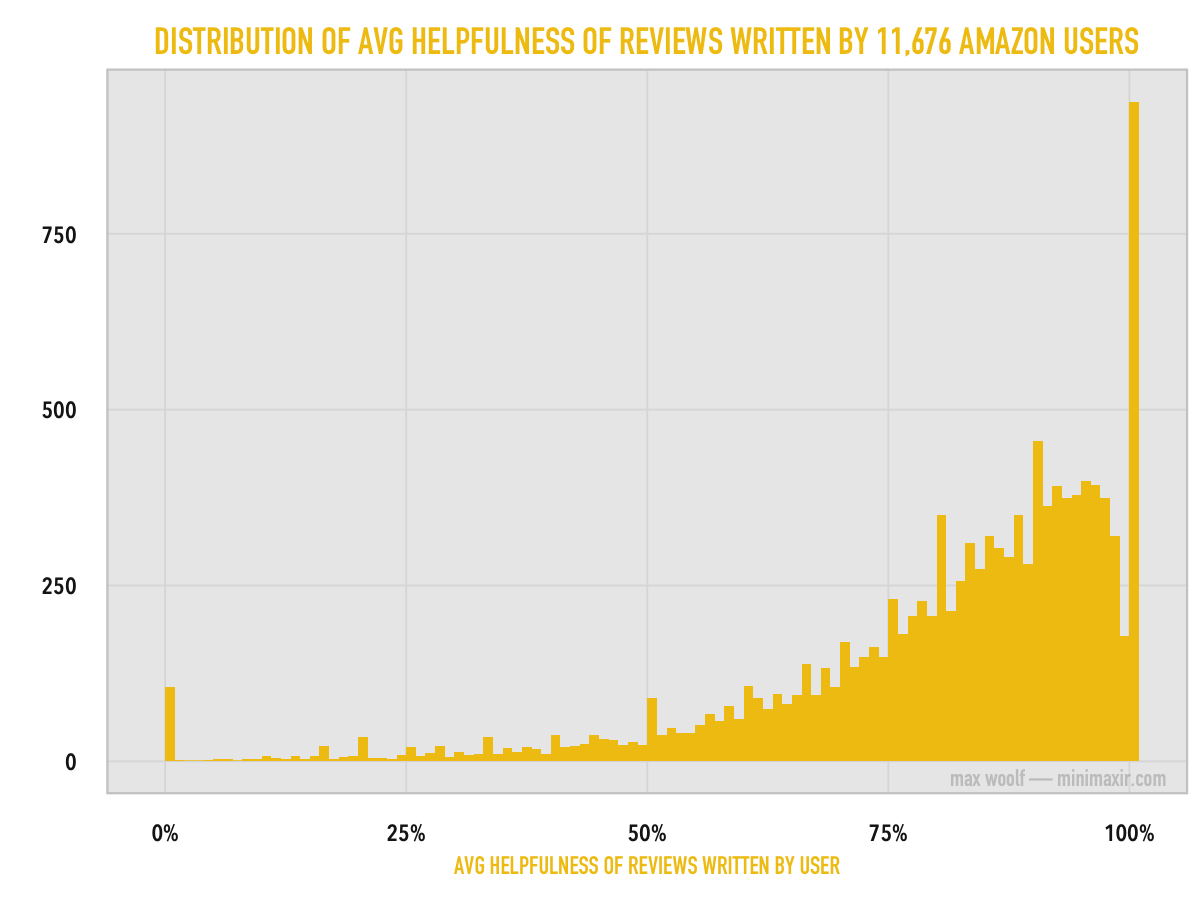 DISTRIBUTION OF AVG HELPFULNESS OF REVIEWS WRITTEN BY 11,676 AMAZON USERS
750
500
250
0
max woolf — minimaxir.com
0% 25% 50% 75% 100%
AVG HELPFULNESS OF REVIEWS WRITTEN BY USER